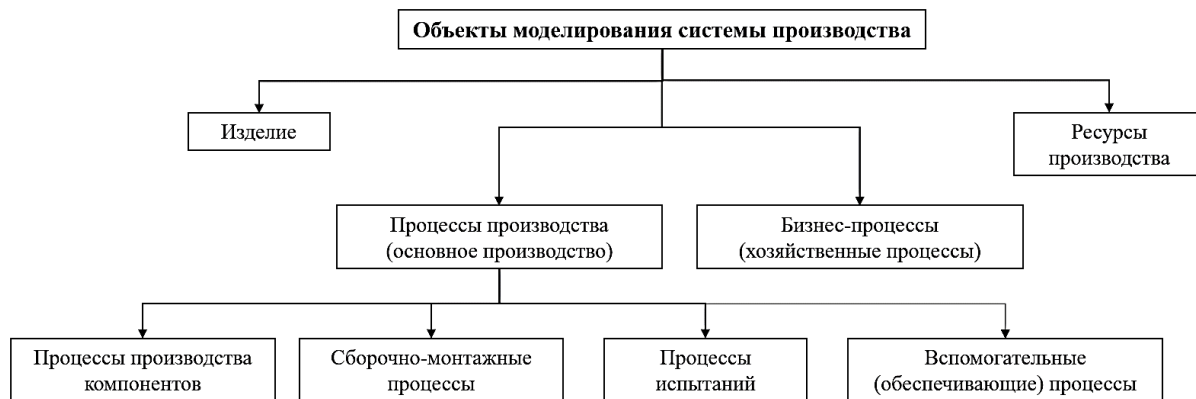 Объекты моделирования системы производства
Изделие
Ресурсы
производства
Процессы производства
(основное производство)
Бизнес-процессы
(хозяйственные процессы)
Процессы производства
компонентов
Сборочно-монтажные
процессы
Процессы
испытаний
Вспомогательные
(обеспечивающие) процессы